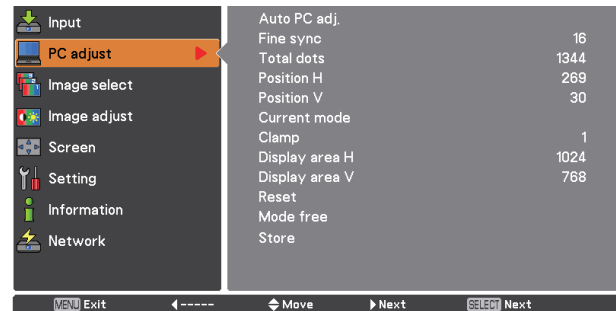 Input
PC adjust
Image select
Image adjust
Screen
Setting
Information
Network
Auto PC adj.
Fine sync 16
Total dots 1344
Position H 269
Position V 30
Current mode
Clamp 1
Display area H 1024
Display area V 768
Reset
Mode free
Store
MENU Exit ----- Move Next SELECT Next